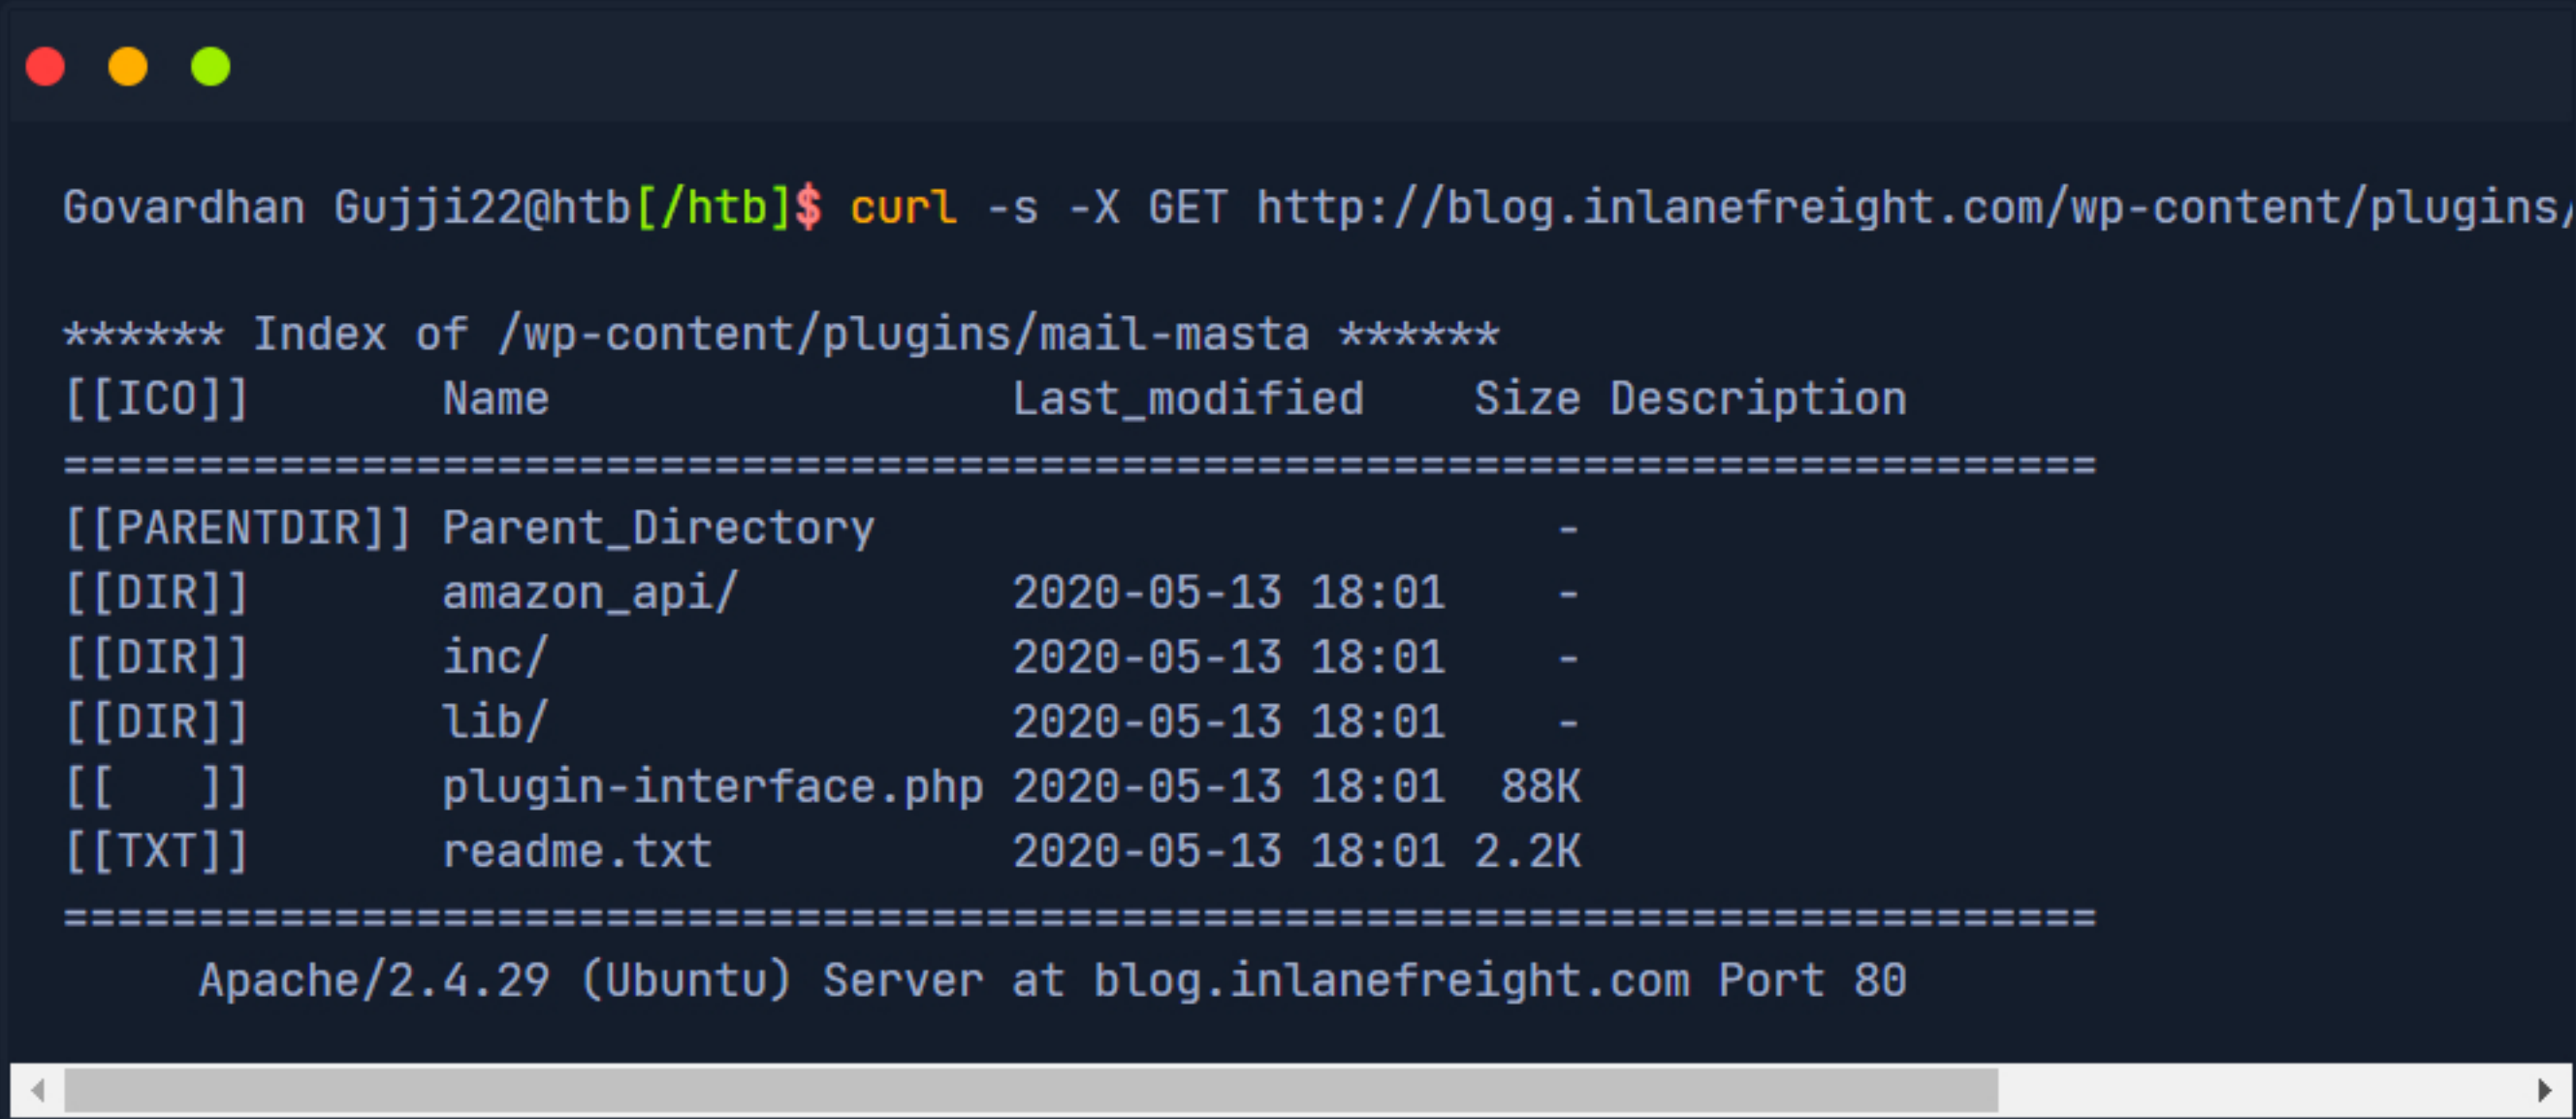 Govardhan Gujji22@htb[/htb]$ curl -s -X GET http://blog.inlanefreight.com/wp-content/plugins/
****** Index of /wp-content/plugins/mail-masta ******
[[ICO]]       Name                 Last_modified    Size Description
===========================================================================
[[PARENTDIR]] Parent_Directory                         -
[[DIR]]       amazon_api/          2020-05-13 18:01    -
[[DIR]]       inc/                 2020-05-13 18:01    -
[[DIR]]       lib/                 2020-05-13 18:01    -
[[   ]]       plugin-interface.php 2020-05-13 18:01  88K
[[TXT]]       readme.txt           2020-05-13 18:01 2.2K
===========================================================================
     Apache/2.4.29 (Ubuntu) Server at blog.inlanefreight.com Port 80